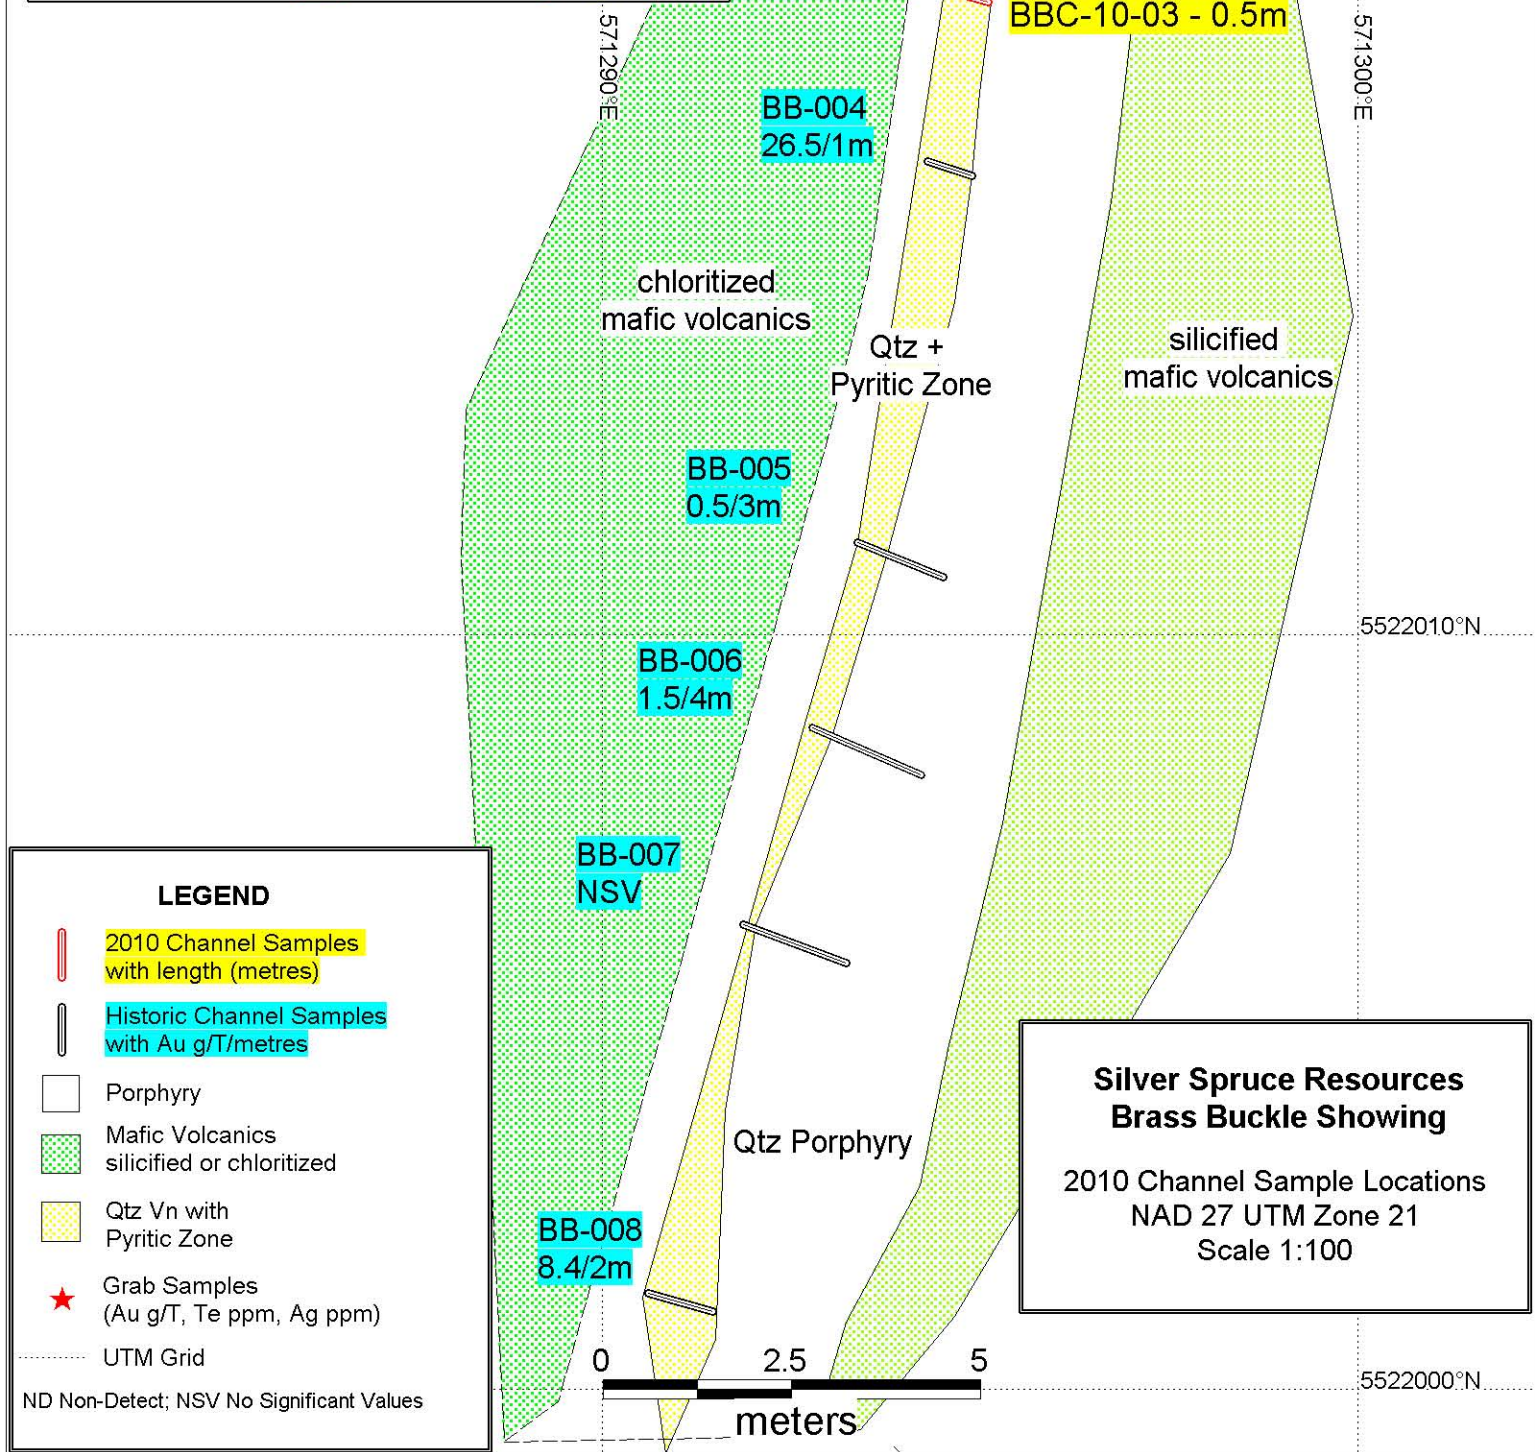 BBC-10-03 - 0.5m
571290°E
571300°E
BB-004
26.5/1m
chloritized
mafic volcanics
Qtz +
Pyritic Zone
silicified
mafic volcanics
BB-005
0.5/3m
5522010°N
BB-006
1.5/4m
BB-007
NSV
LEGEND
2010 Channel Samples
with length (metres)
Historic Channel Samples
with Au g/T/metres
Porphyry
Mafic Volcanics
silicified or chloritized
Qtz Vn with
Pyritic Zone
Grab Samples
(Au g/T, Te ppm, Ag ppm)
UTM Grid
ND Non-Detect; NSV No Significant Values
Qtz Porphyry
BB-008
8.4/2m
Silver Spruce Resources
Brass Buckle Showing
2010 Channel Sample Locations
NAD 27 UTM Zone 21
Scale 1:100
0 2.5 5
meters
5522000°N